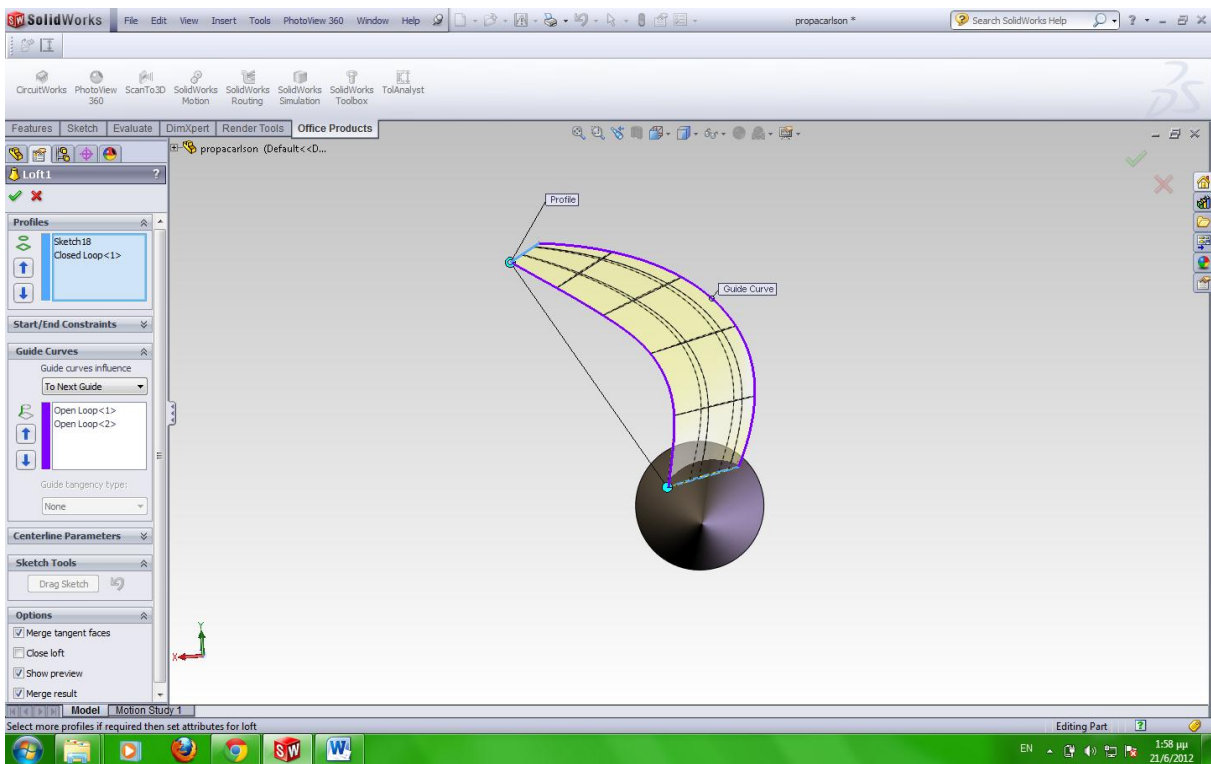 SolidWorks File Edit View Insert Tools PhotoView 360 Window Help propacarlson * Search SolidWorks Help ?
CircuitWorks PhotoView 360 ScanTo3D SolidWorks Motion SolidWorks Routing SolidWorks Simulation SolidWorks Toolbox TolAnalyst
Features Sketch Evaluate DimXpert Render Tools Office Products
propacarlson (Default<<D...
Loft1 ?
Profiles
Sketch18
Closed Loop<1>
Start/End Constraints
Guide Curves
Guide curves influence
To Next Guide
Open Loop<1>
Open Loop<2>
Guide tangency type:
None
Centerline Parameters
Sketch Tools
Drag Sketch
Options
Merge tangent faces
Close loft
Show preview
Merge result
Profile
Guide Curve
Y
X
Model Motion Study 1
Select more profiles if required then set attributes for loft Editing Part ?
EN 1:58 μμ
21/6/2012